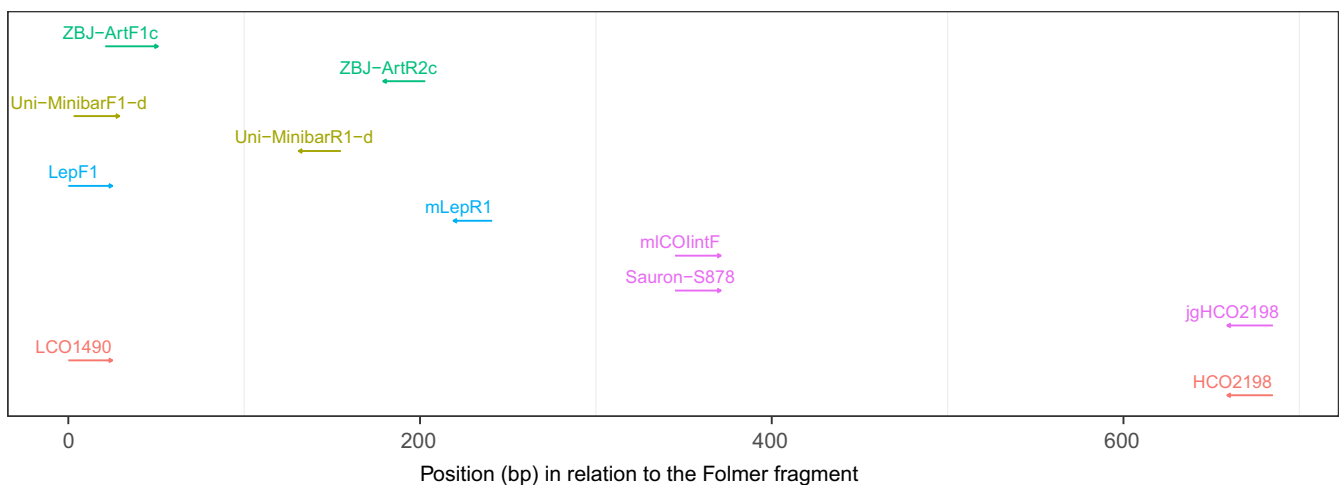 ZBJ−ArtF1c
ZBJ−ArtR2c
Uni−MinibarF1−d
Uni−MinibarR1−d
LepF1
mLepR1
mlCOIintF
Sauron−S878
jgHCO2198
LCO1490
HCO2198
0 200 400 600
Position (bp) in relation to the Folmer fragment